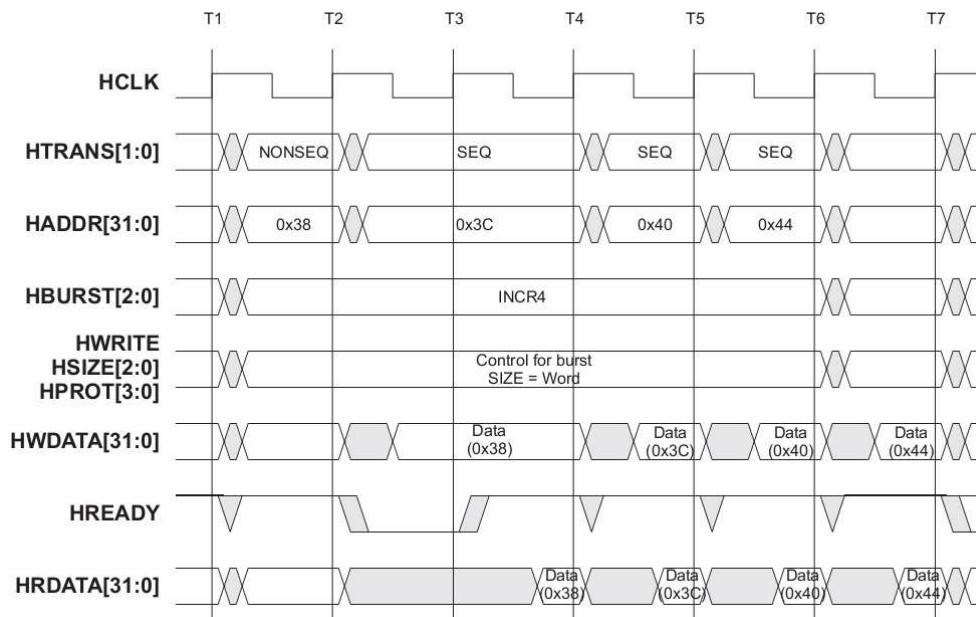 T1 T2 T3 T4 T5 T6 T7
HCLK
HTRANS[1:0] NONSEQ SEQ SEQ SEQ
HADDR[31:0] 0x38 0x3C 0x40 0x44
HBURST[2:0] INCR4
HWRITE
HSIZE[2:0] Control for burst
HPROT[3:0] SIZE = Word
HWDATA[31:0] Data Data Data Data
(0x38) (0x3C) (0x40) (0x44)
HREADY
HRDATA[31:0] Data Data Data Data
(0x38) (0x3C) (0x40) (0x44)